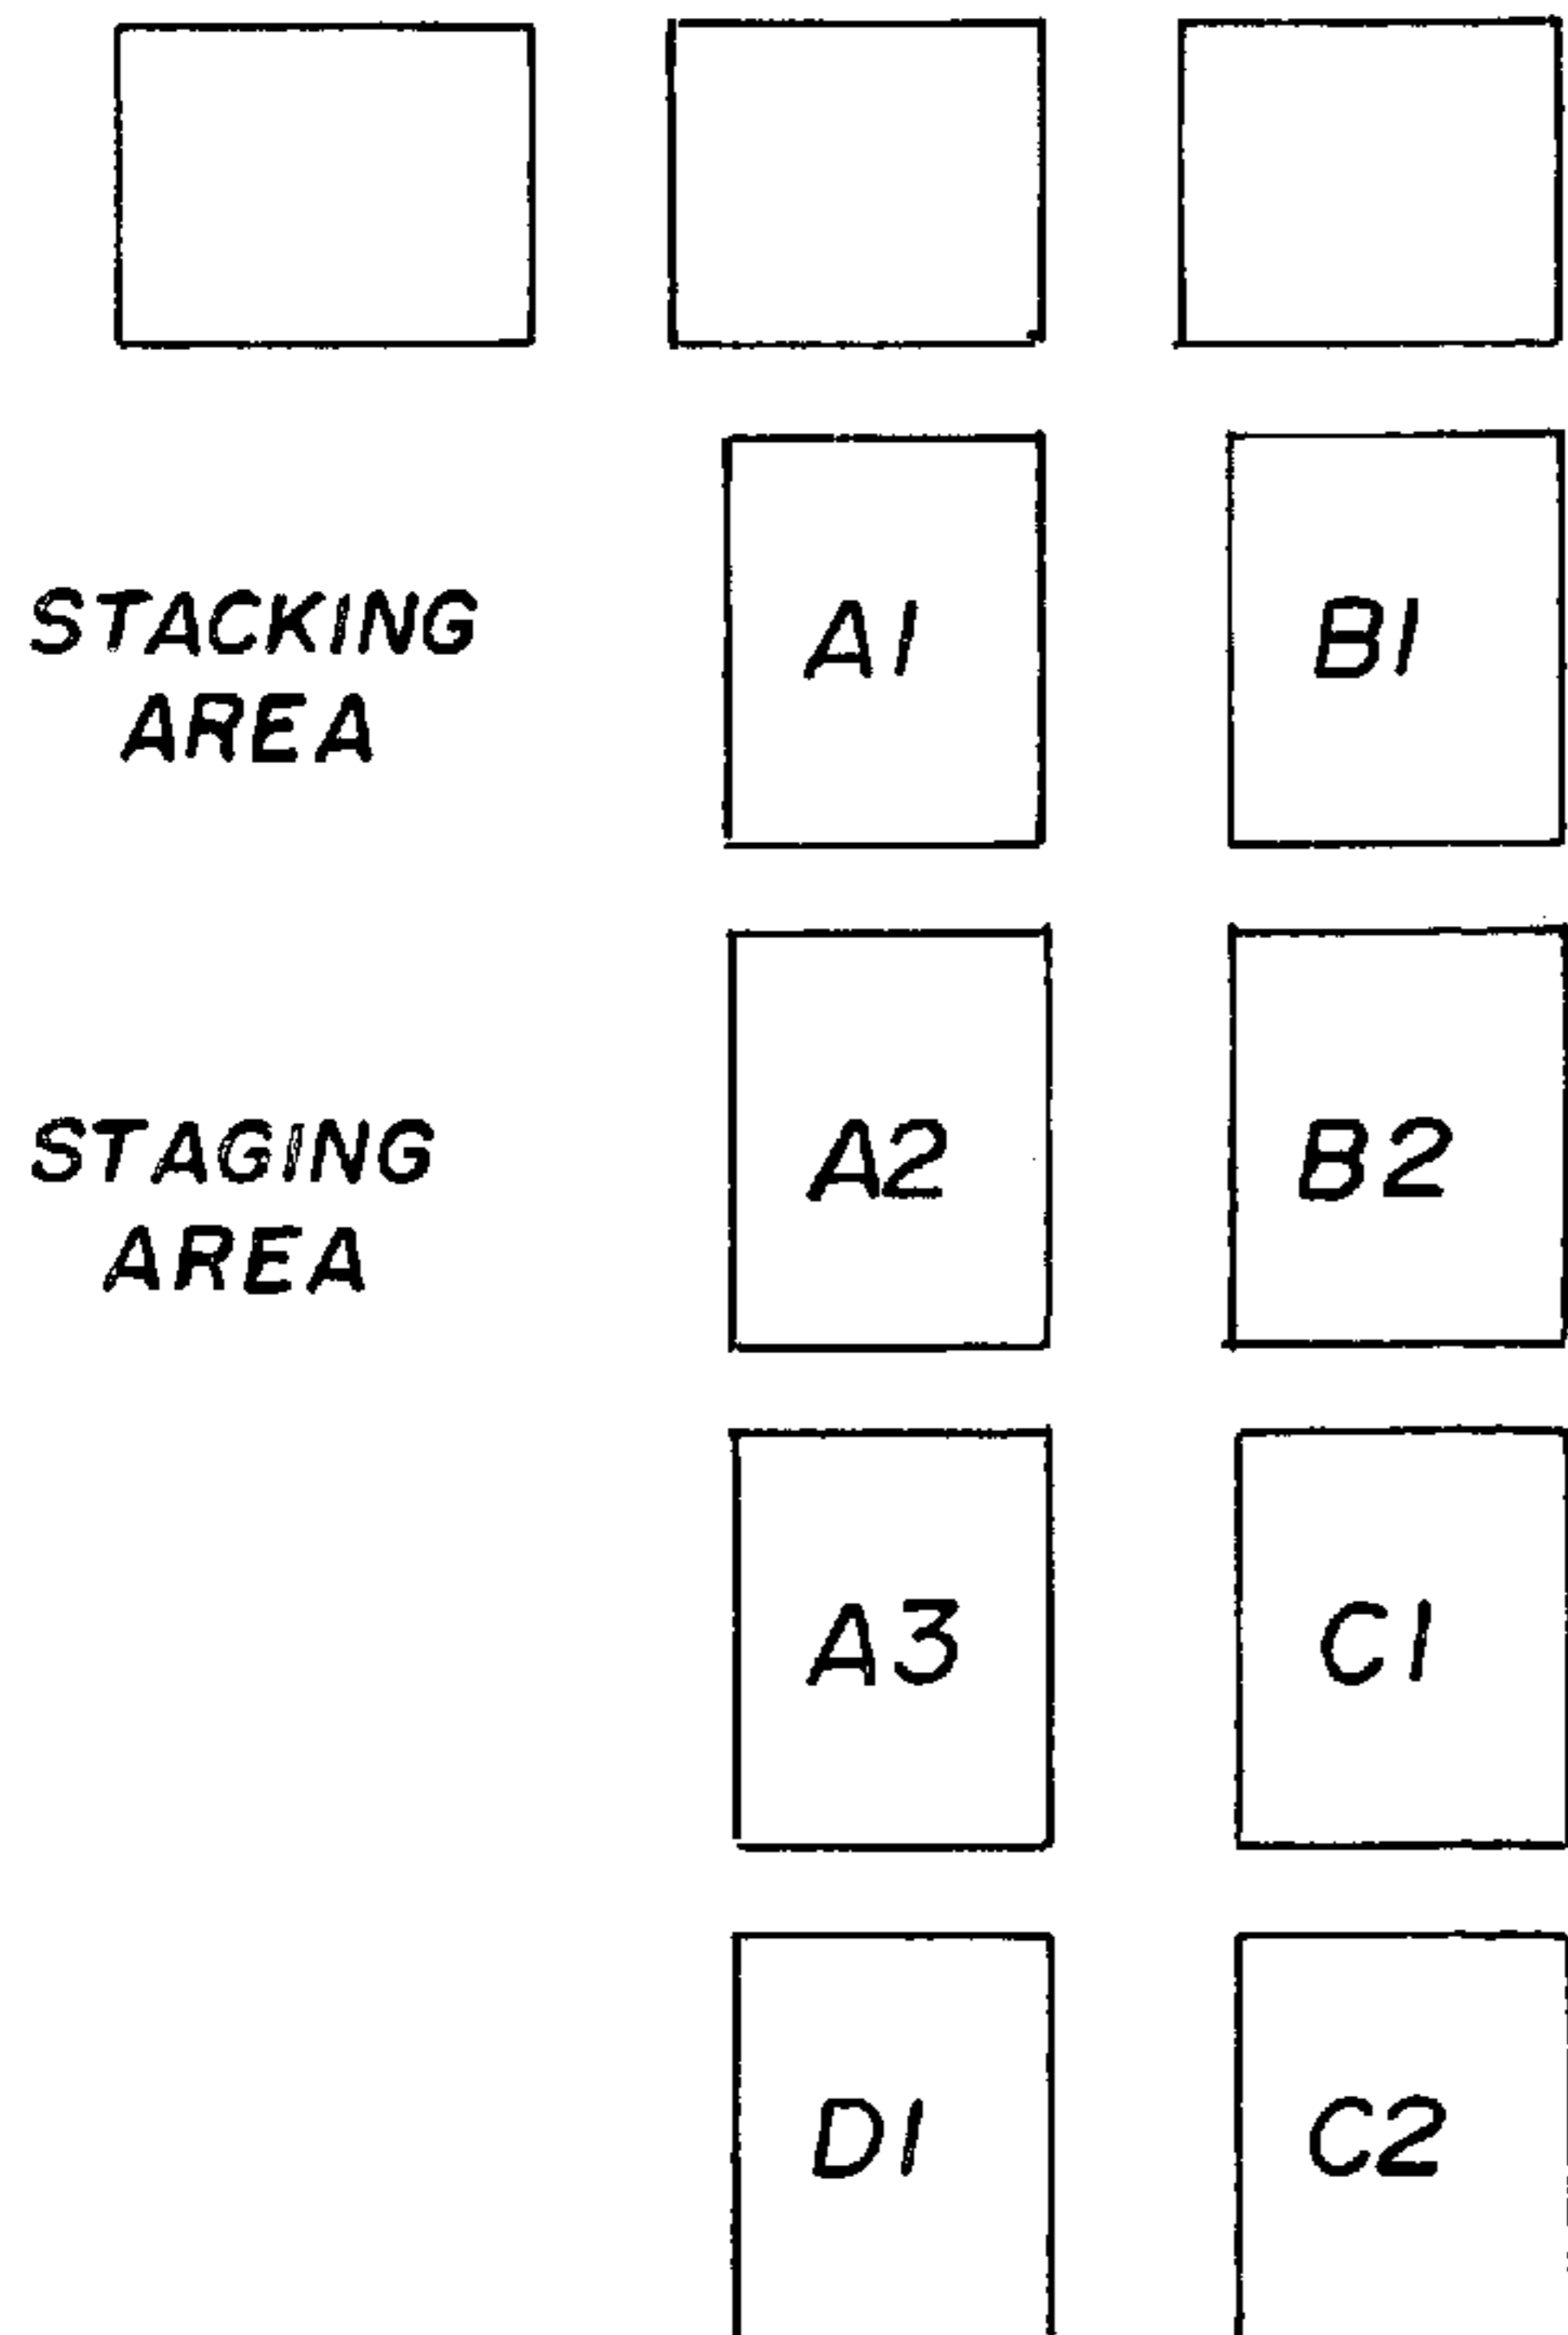 A1 B1
STACKING
AREA
A2 B2
STAGING
AREA
A3 C1
D1 C2